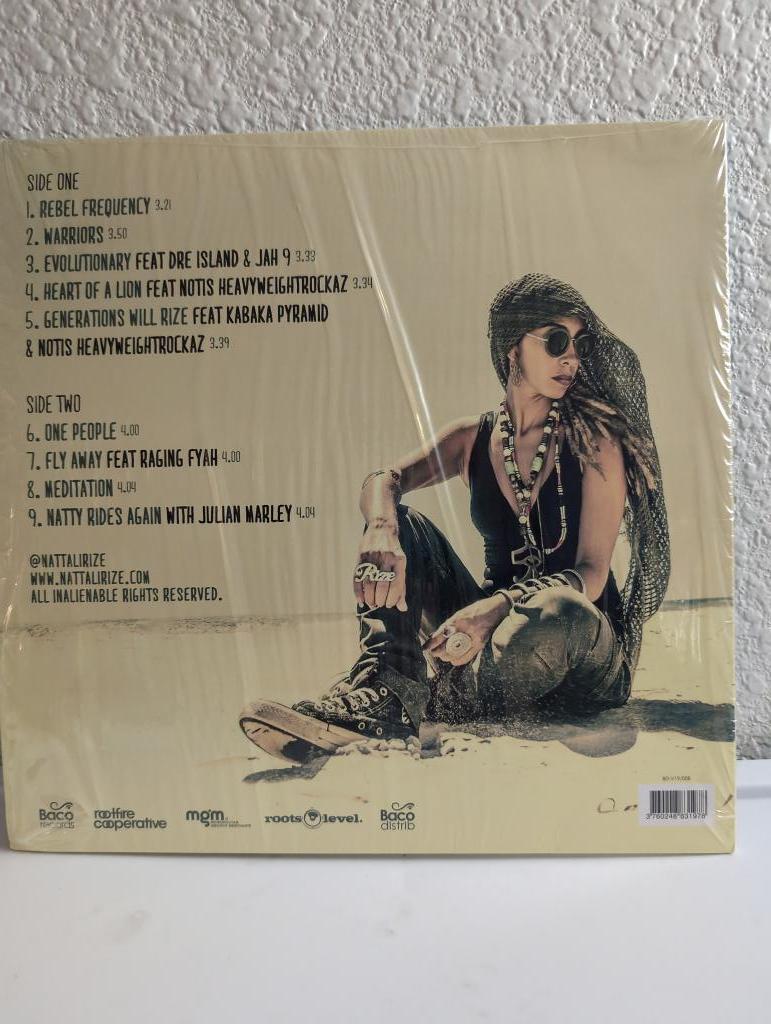 SIDE ONE
1. REBEL FREQUENCY 3.21
2. WARRIORS 3.50
3. EVOLUTIONARY FEAT DRE ISLAND & JAH 9 3.33
4. HEART OF A LION FEAT NOTIS HEAVYWEIGHTROCKAZ 3.34
5. GENERATIONS WILL RIZE FEAT KABAKA PYRAMID
& NOTIS HEAVYWEIGHTROCKAZ 3.39
SIDE TWO
6. ONE PEOPLE 4.00
7. FLY AWAY FEAT RAGING FYAH 4.00
8. MEDITATION 4.04
9. NATTY RIDES AGAIN WITH JULIAN MARLEY 4.04
@NATTALIRIZE
WWW.NATTALIRIZE.COM
ALL INALIENABLE RIGHTS RESERVED.
Rize
Baco records
rootfire cooperative
mgm
roots level.
Baco distrib
3760248831978